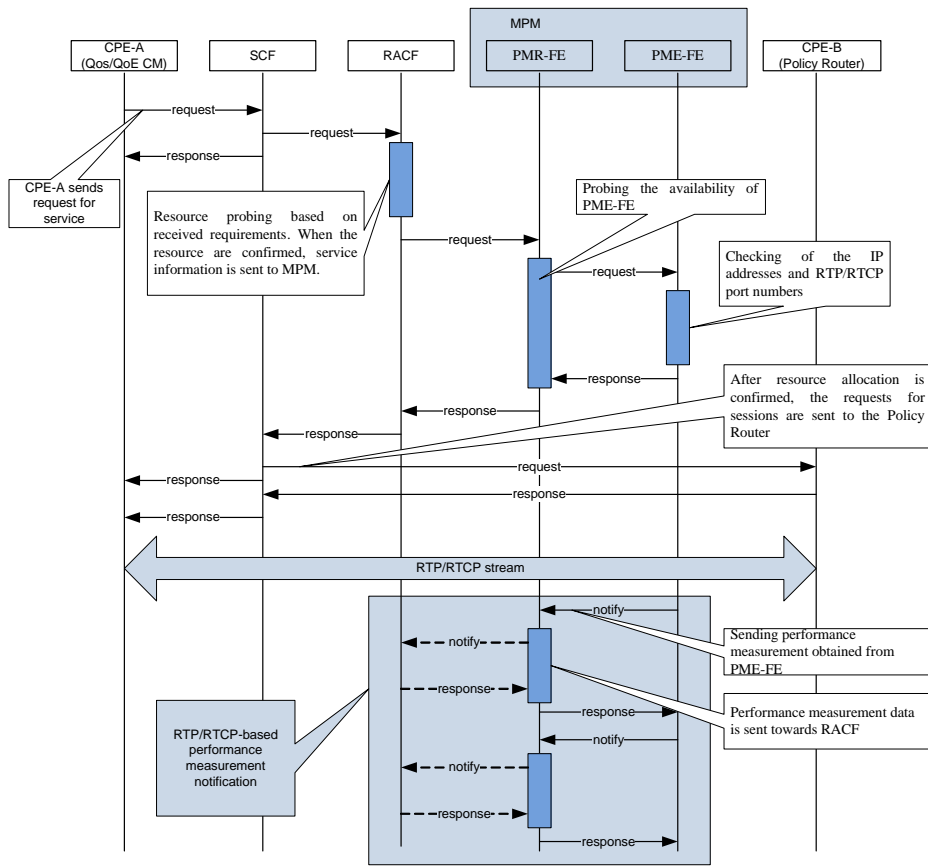 MPM
CPE-A
(Qos/QoE CM)
SCF
RACF
PMR-FE
PME-FE
CPE-B
(Policy Router)
request
request
response
CPE-A sends
request for
service
Resource probing based on
received requirements. When the
resource are confirmed, service
information is sent to MPM.
Probing the availability of
PME-FE
request
request
Checking of the IP
addresses and RTP/RTCP
port numbers
response
After resource allocation is
confirmed, the requests for
sessions are sent to the Policy
Router
response
response
request
response
response
response
RTP/RTCP stream
notify
Sending performance
measurement obtained from
PME-FE
notify
response
response
Performance measurement data
is sent towards RACF
RTP/RTCP-based
performance
measurement
notification
notify
notify
response
response